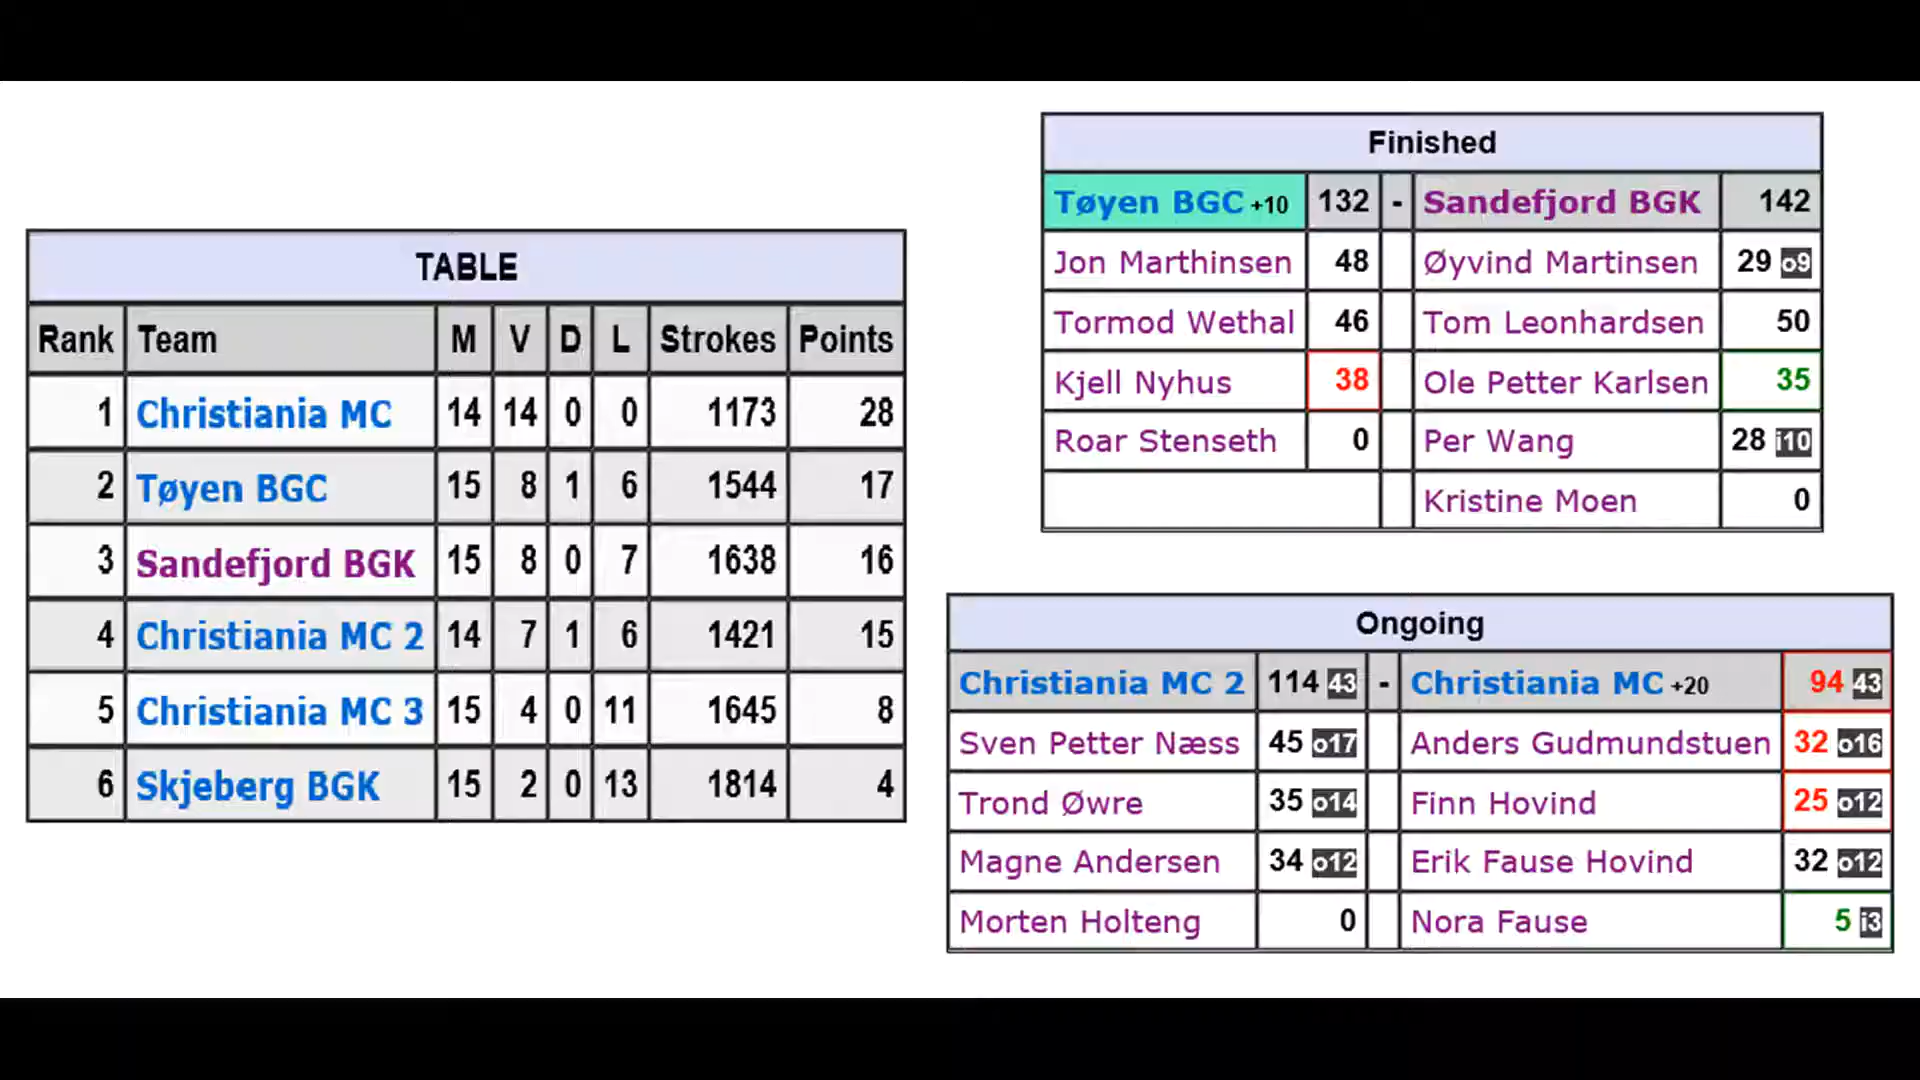 TABLE
Rank Team M V D L Strokes Points
1 Christiania MC 14 14 0 0 1173 28
2 Tøyen BGC 15 8 1 6 1544 17
3 Sandefjord BGK 15 8 0 7 1638 16
4 Christiania MC 2 14 7 1 6 1421 15
5 Christiania MC 3 15 4 0 11 1645 8
6 Skjeberg BGK 15 2 0 13 1814 4
Finished
Tøyen BGC +10 132 - Sandefjord BGK 142
Jon Marthinsen 48 Øyvind Martinsen 29 o9
Tormod Wethal 46 Tom Leonhardsen 50
Kjell Nyhus 38 Ole Petter Karlsen 35
Roar Stenseth 0 Per Wang 28 i10
Kristine Moen 0
Ongoing
Christiania MC 2 114 43 - Christiania MC +20 94 43
Sven Petter Næss 45 o17 Anders Gudmundstuen 32 o16
Trond Øwre 35 o14 Finn Hovind 25 o12
Magne Andersen 34 o12 Erik Fause Hovind 32 o12
Morten Holteng 0 Nora Fause 5 i3